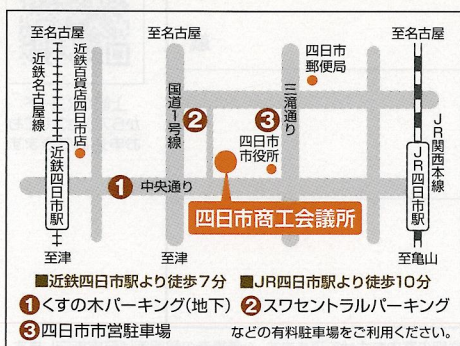 至名古屋
至名古屋
至名古屋
近鉄名古屋線
近鉄百貨店四日市店
国道1号線
三滝通り
四日市
郵便局
JR関西本線
❷
❸
四日市
市役所
近鉄四日市駅
JR四日市駅
❶ 中央通り
四日市商工会議所
至津
至津
至亀山
■近鉄四日市駅より徒歩7分 ■JR四日市駅より徒歩10分
❶くすの木パーキング(地下) ❷スワセントラルパーキング
❸四日市市営駐車場 などの有料駐車場をご利用ください。